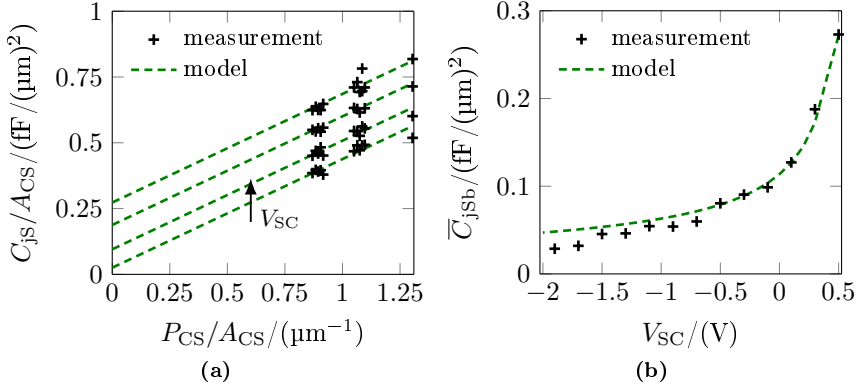 1
0.75
0.5
0.25
0
C_jS/A_CS/(fF/(µm)²)
measurement
model
V_SC
0 0.25 0.5 0.75 1 1.25
P_CS/A_CS/(µm⁻¹)
(a)
0.3
0.2
0.1
0
C̅_jSb/(fF/(µm)²)
measurement
model
−2 −1.5 −1 −0.5 0 0.5
V_SC/(V)
(b)